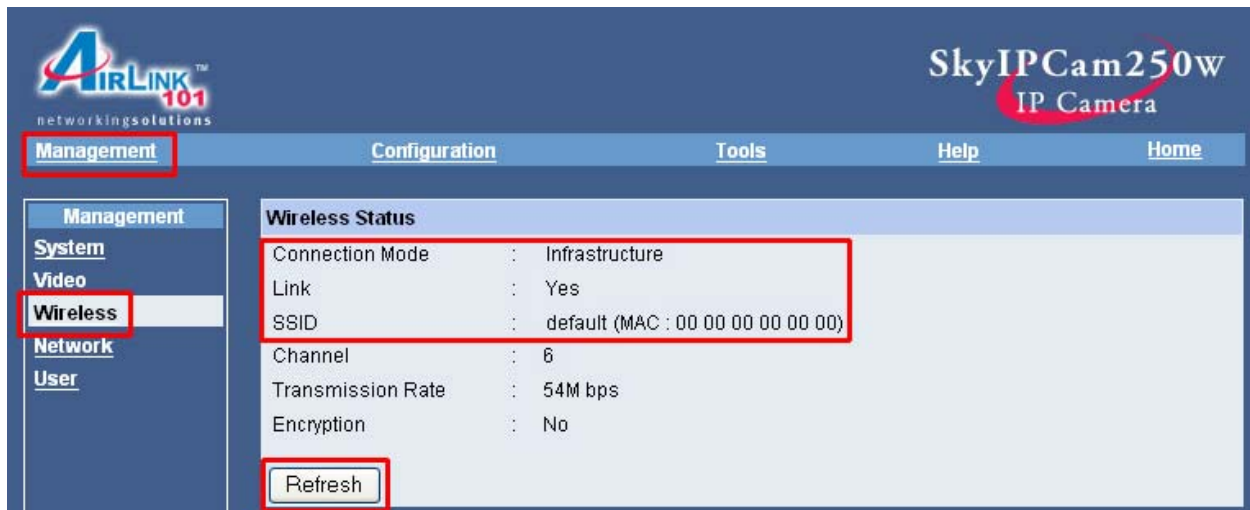 AIRLINK™
101
networkingsolutions
SkyIPCam250W
IP Camera
Management Configuration Tools Help Home
Management
System
Video
Wireless
Network
User
Wireless Status
Connection Mode : Infrastructure
Link : Yes
SSID : default (MAC : 00 00 00 00 00 00)
Channel : 6
Transmission Rate : 54M bps
Encryption : No
Refresh